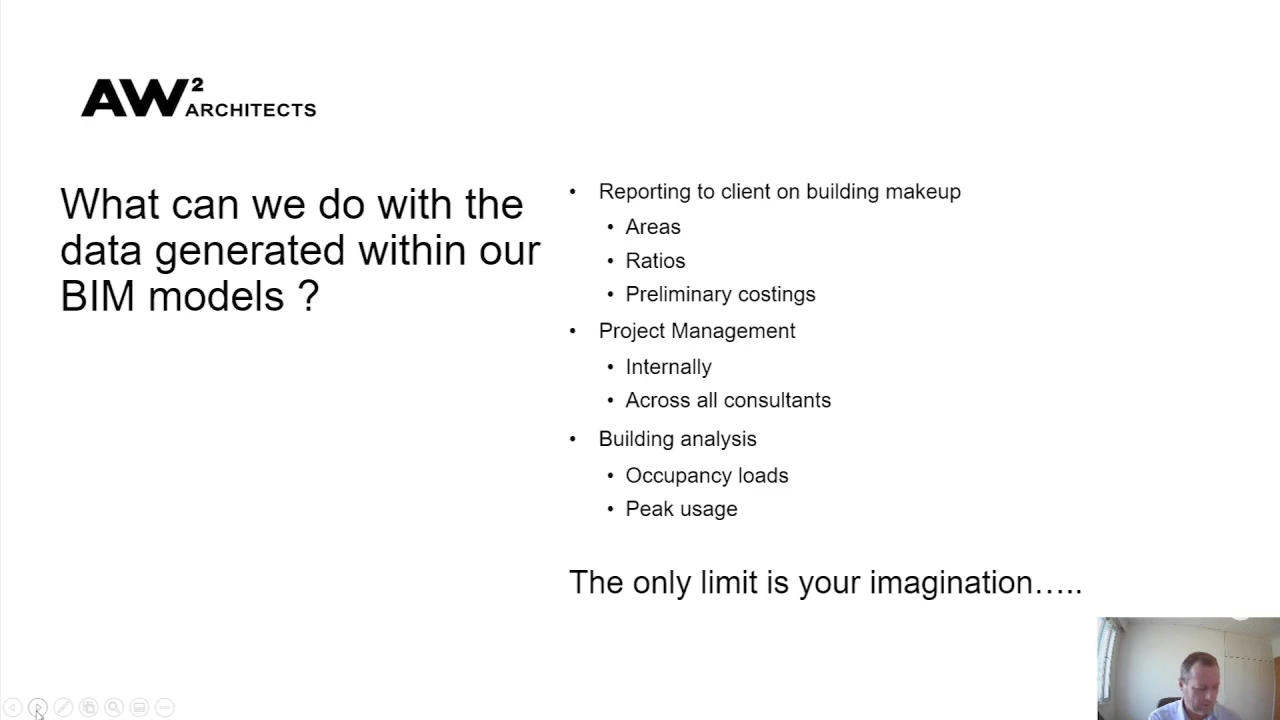 AW²
ARCHITECTS
What can we do with the
data generated within our
BIM models ?
• Reporting to client on building makeup
• Areas
• Ratios
• Preliminary costings
• Project Management
• Internally
• Across all consultants
• Building analysis
• Occupancy loads
• Peak usage
The only limit is your imagination…..